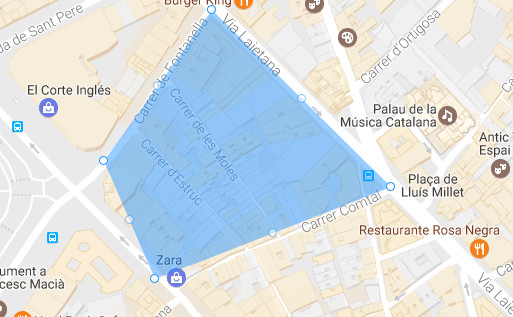 Burger King
da de Sant Pere
Via Laietana
Carrer d'Ortigosa
Carrer de Fontanella
El Corte Inglés
Carrer de les Moles
Palau de la
Música Catalana
Antic
Espai
Carrer d'Estruc
Plaça de
Lluís Millet
Carrer Comtal
Restaurante Rosa Negra
Zara
ument a
cesc Macià
Via Laietana